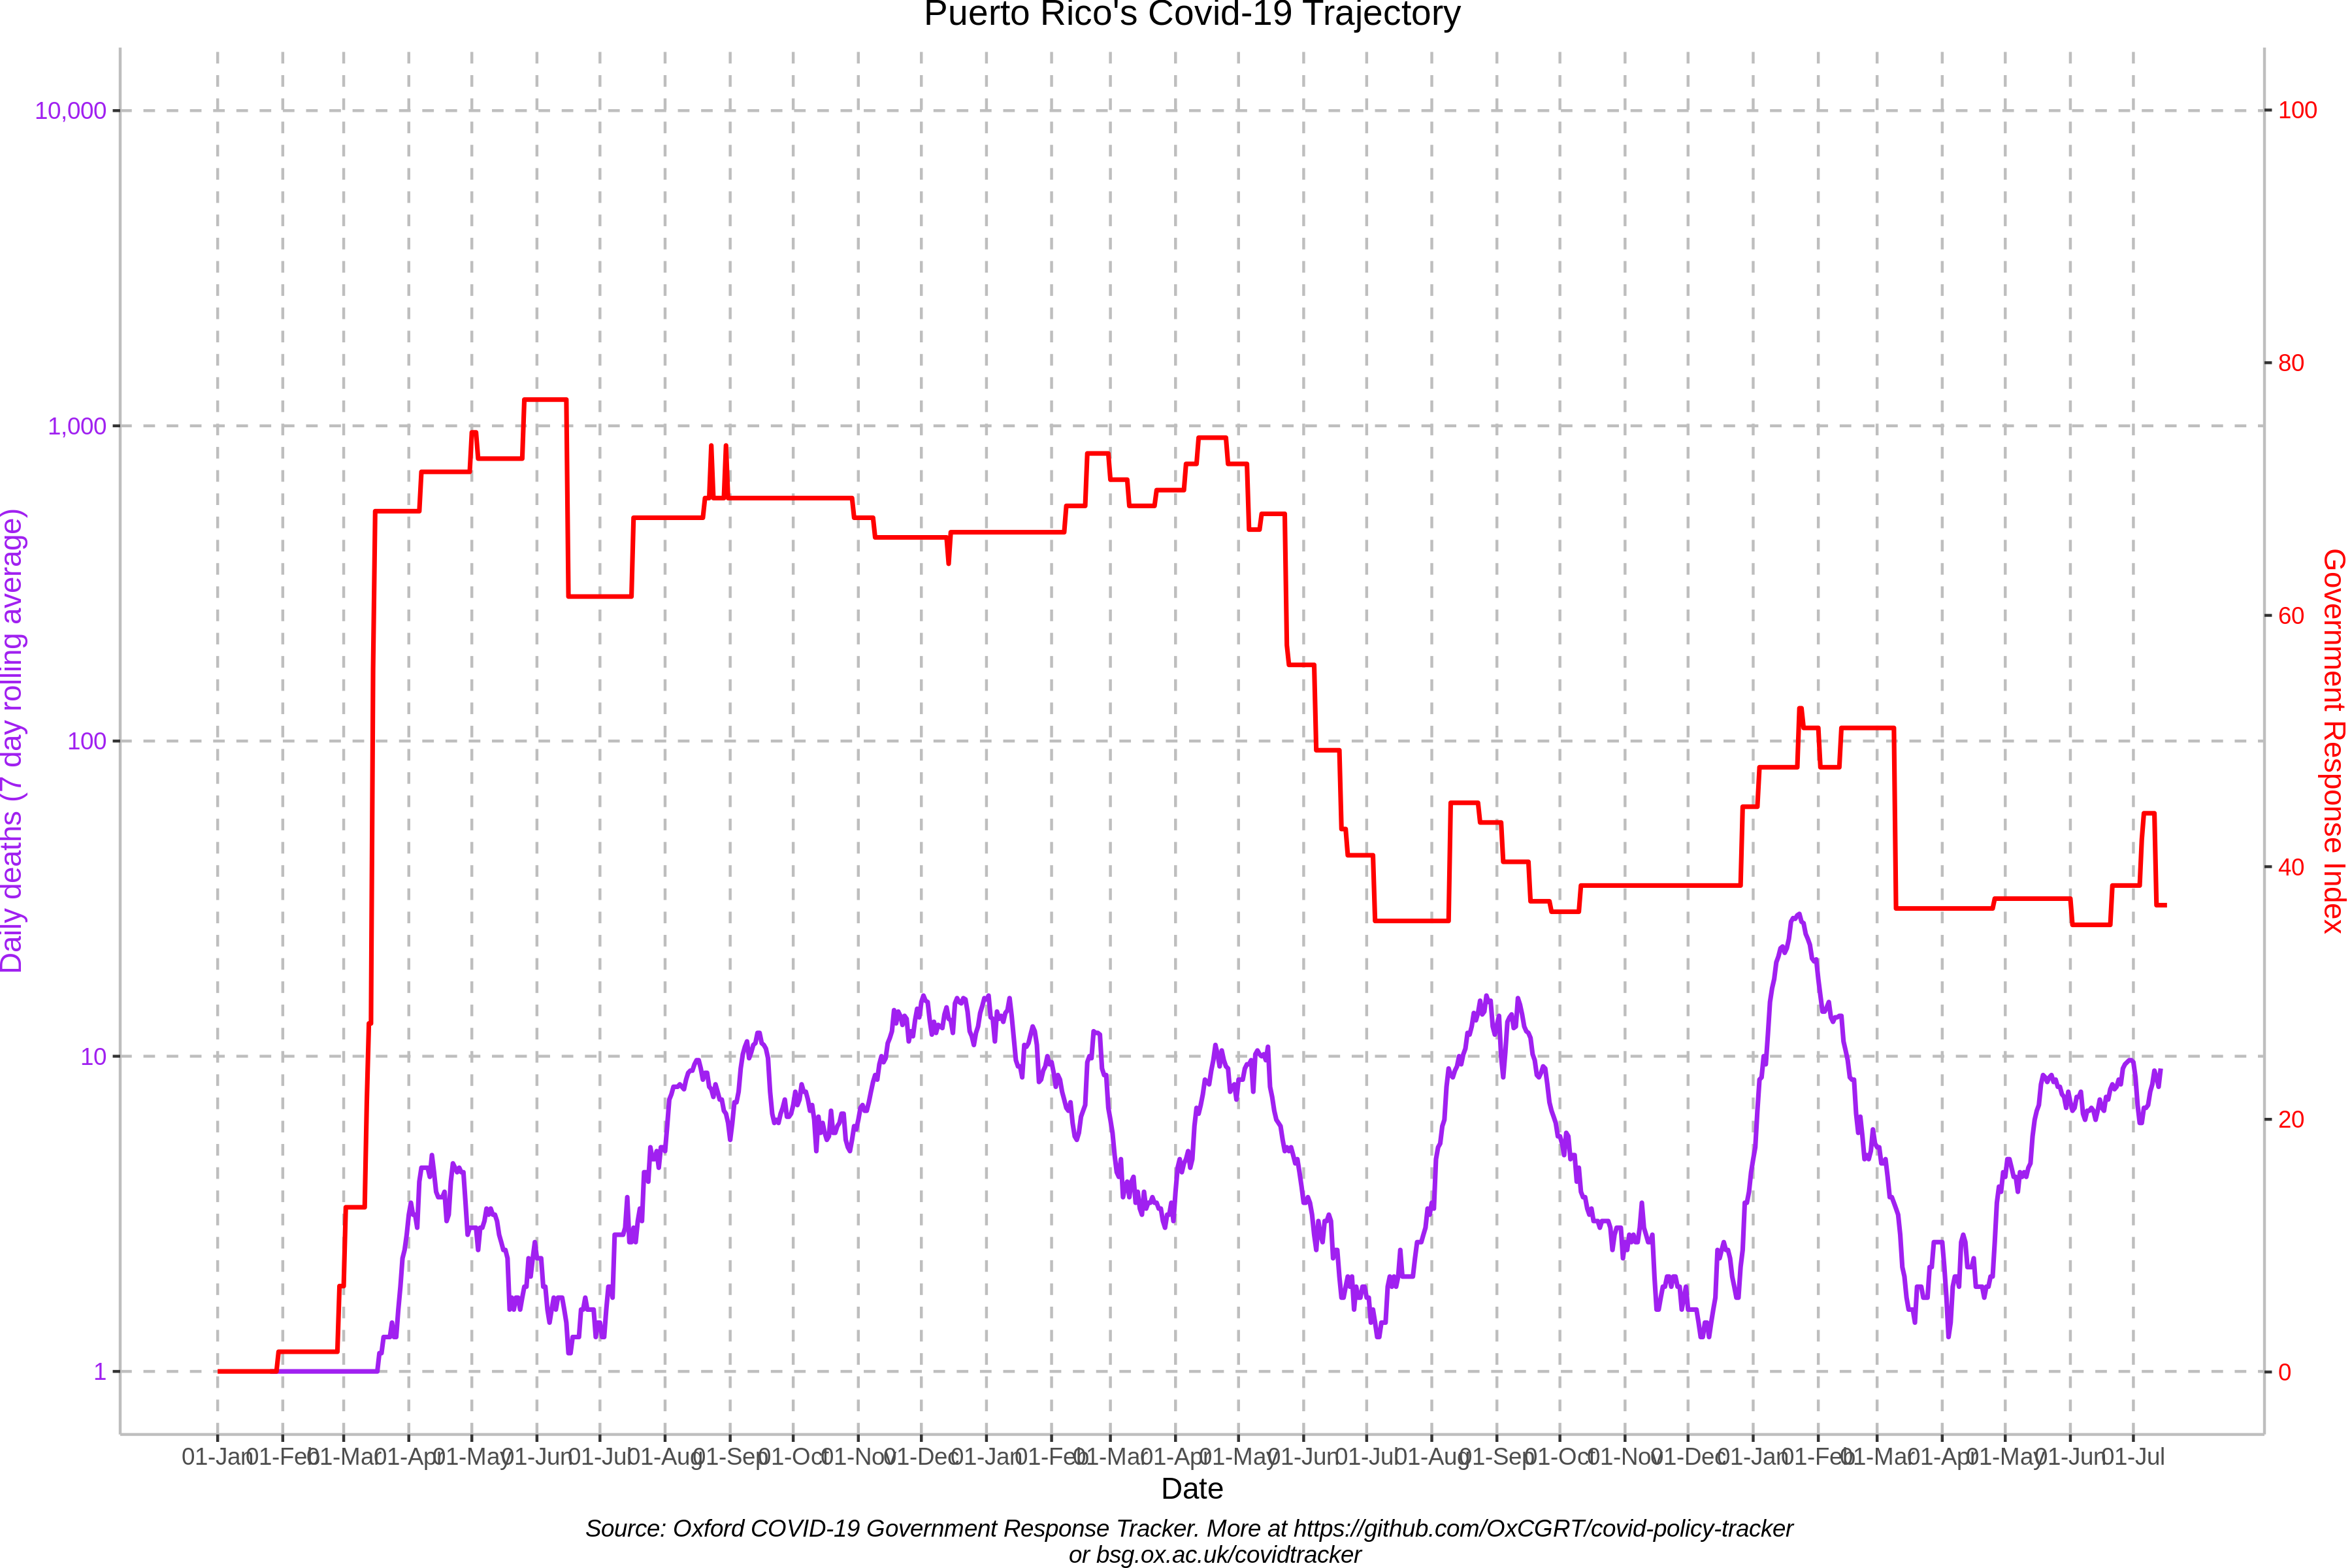 Puerto Rico's Covid-19 Trajectory
10,000
1,000
100
10
1
Daily deaths (7 day rolling average)
100
80
60
40
20
0
Government Response Index
01-Jan 01-Feb 01-Mar 01-Apr 01-May 01-Jun 01-Jul 01-Aug 01-Sep 01-Oct 01-Nov 01-Dec 01-Jan 01-Feb 01-Mar 01-Apr 01-May 01-Jun 01-Jul 01-Aug 01-Sep 01-Oct 01-Nov 01-Dec 01-Jan 01-Feb 01-Mar 01-Apr 01-May 01-Jun 01-Jul
Date
Source: Oxford COVID-19 Government Response Tracker. More at https://github.com/OxCGRT/covid-policy-tracker
or bsg.ox.ac.uk/covidtracker